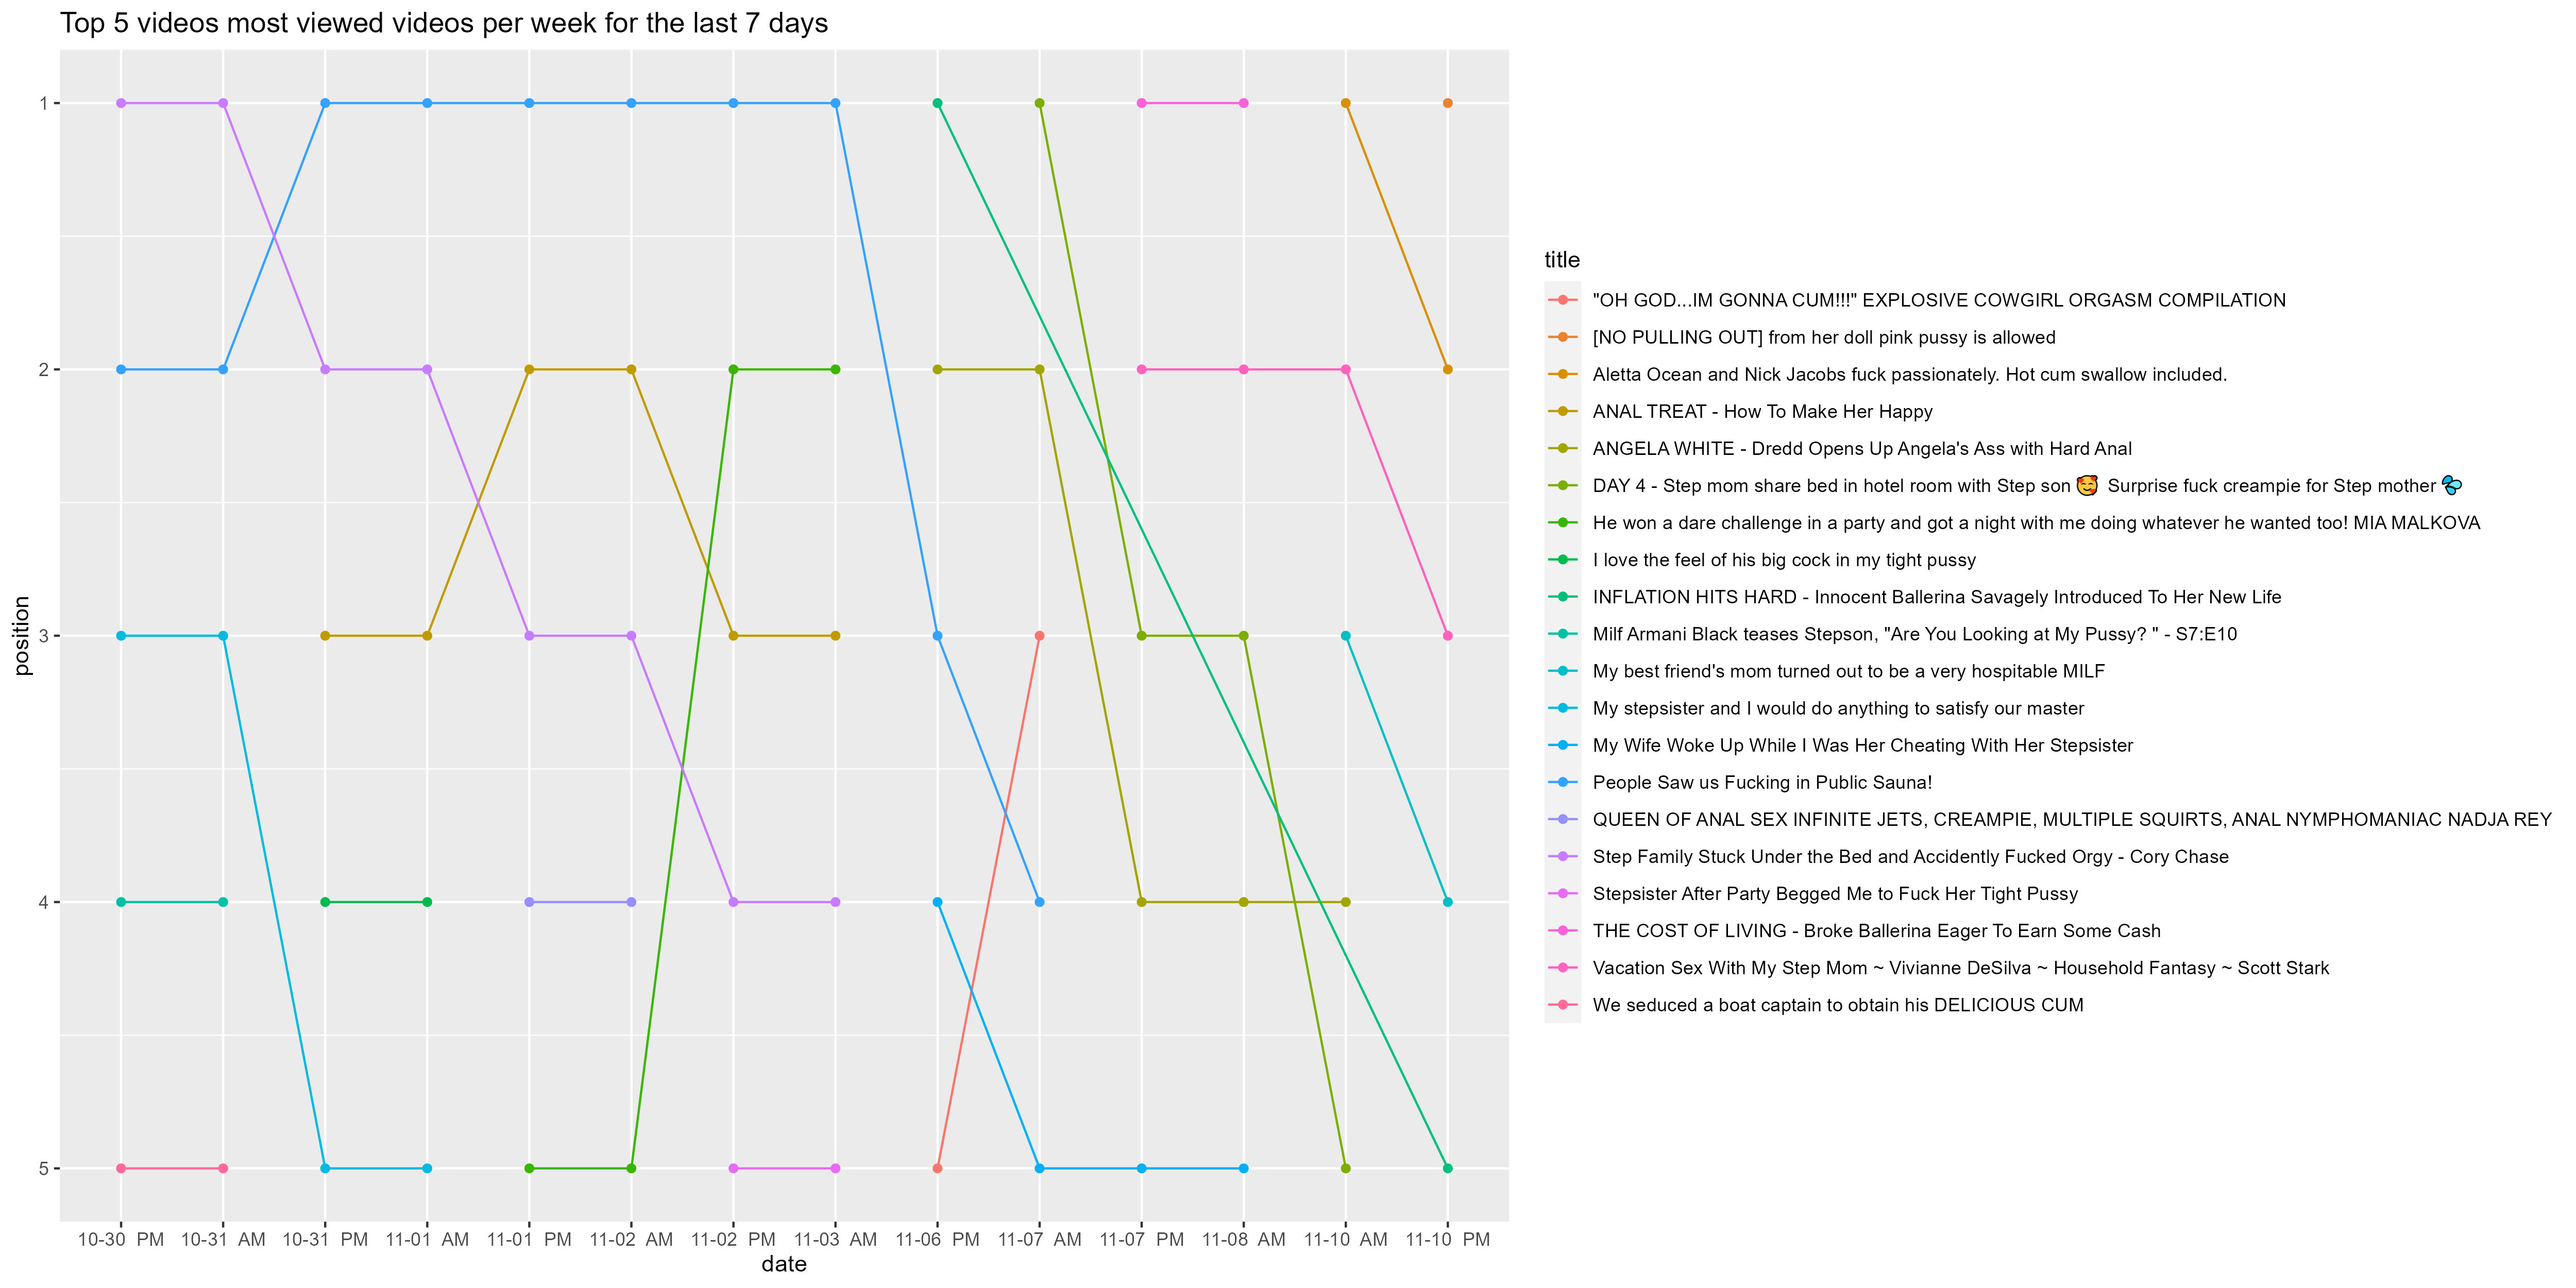 Top 5 videos most viewed videos per week for the last 7 days
position
1
2
3
4
5
10-30 PM
10-31 AM
10-31 PM
11-01 AM
11-01 PM
11-02 AM
11-02 PM
11-03 AM
11-06 PM
11-07 AM
11-07 PM
11-08 AM
11-10 AM
11-10 PM
date
title
"OH GOD...IM GONNA CUM!!!" EXPLOSIVE COWGIRL ORGASM COMPILATION
[NO PULLING OUT] from her doll pink pussy is allowed
Aletta Ocean and Nick Jacobs fuck passionately. Hot cum swallow included.
ANAL TREAT - How To Make Her Happy
ANGELA WHITE - Dredd Opens Up Angela's Ass with Hard Anal
DAY 4 - Step mom share bed in hotel room with Step son 🥰 Surprise fuck creampie for Step mother 💦
He won a dare challenge in a party and got a night with me doing whatever he wanted too! MIA MALKOVA
I love the feel of his big cock in my tight pussy
INFLATION HITS HARD - Innocent Ballerina Savagely Introduced To Her New Life
Milf Armani Black teases Stepson, "Are You Looking at My Pussy? " - S7:E10
My best friend's mom turned out to be a very hospitable MILF
My stepsister and I would do anything to satisfy our master
My Wife Woke Up While I Was Her Cheating With Her Stepsister
People Saw us Fucking in Public Sauna!
QUEEN OF ANAL SEX INFINITE JETS, CREAMPIE, MULTIPLE SQUIRTS, ANAL NYMPHOMANIAC NADJA REY
Step Family Stuck Under the Bed and Accidently Fucked Orgy - Cory Chase
Stepsister After Party Begged Me to Fuck Her Tight Pussy
THE COST OF LIVING - Broke Ballerina Eager To Earn Some Cash
Vacation Sex With My Step Mom ~ Vivianne DeSilva ~ Household Fantasy ~ Scott Stark
We seduced a boat captain to obtain his DELICIOUS CUM